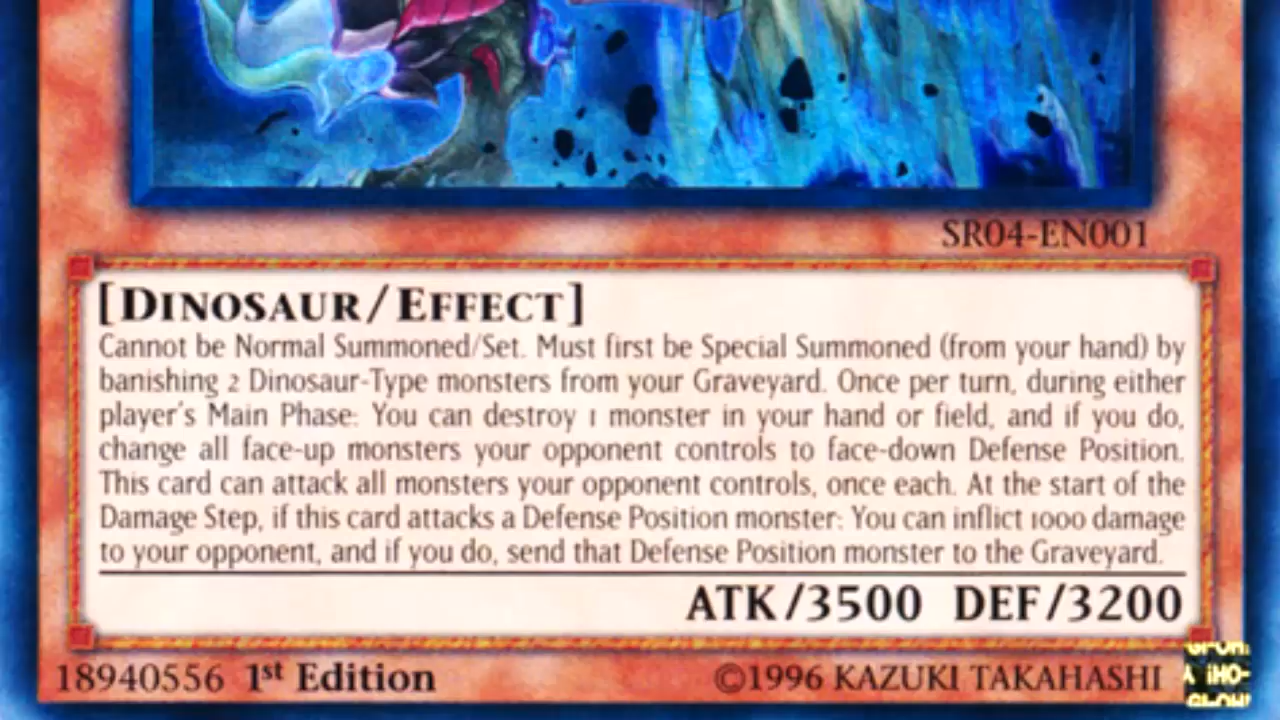 SR04-EN001
[DINOSAUR/EFFECT]
Cannot be Normal Summoned/Set. Must first be Special Summoned (from your hand) by
banishing 2 Dinosaur-Type monsters from your Graveyard. Once per turn, during either
player's Main Phase: You can destroy 1 monster in your hand or field, and if you do,
change all face-up monsters your opponent controls to face-down Defense Position.
This card can attack all monsters your opponent controls, once each. At the start of the
Damage Step, if this card attacks a Defense Position monster: You can inflict 1000 damage
to your opponent, and if you do, send that Defense Position monster to the Graveyard.
ATK/3500 DEF/3200
18940556 1st Edition ©1996 KAZUKI TAKAHASHI